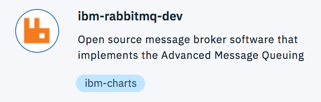 ibm-rabbitmq-dev
Open source message broker software that
implements the Advanced Message Queuing
ibm-charts